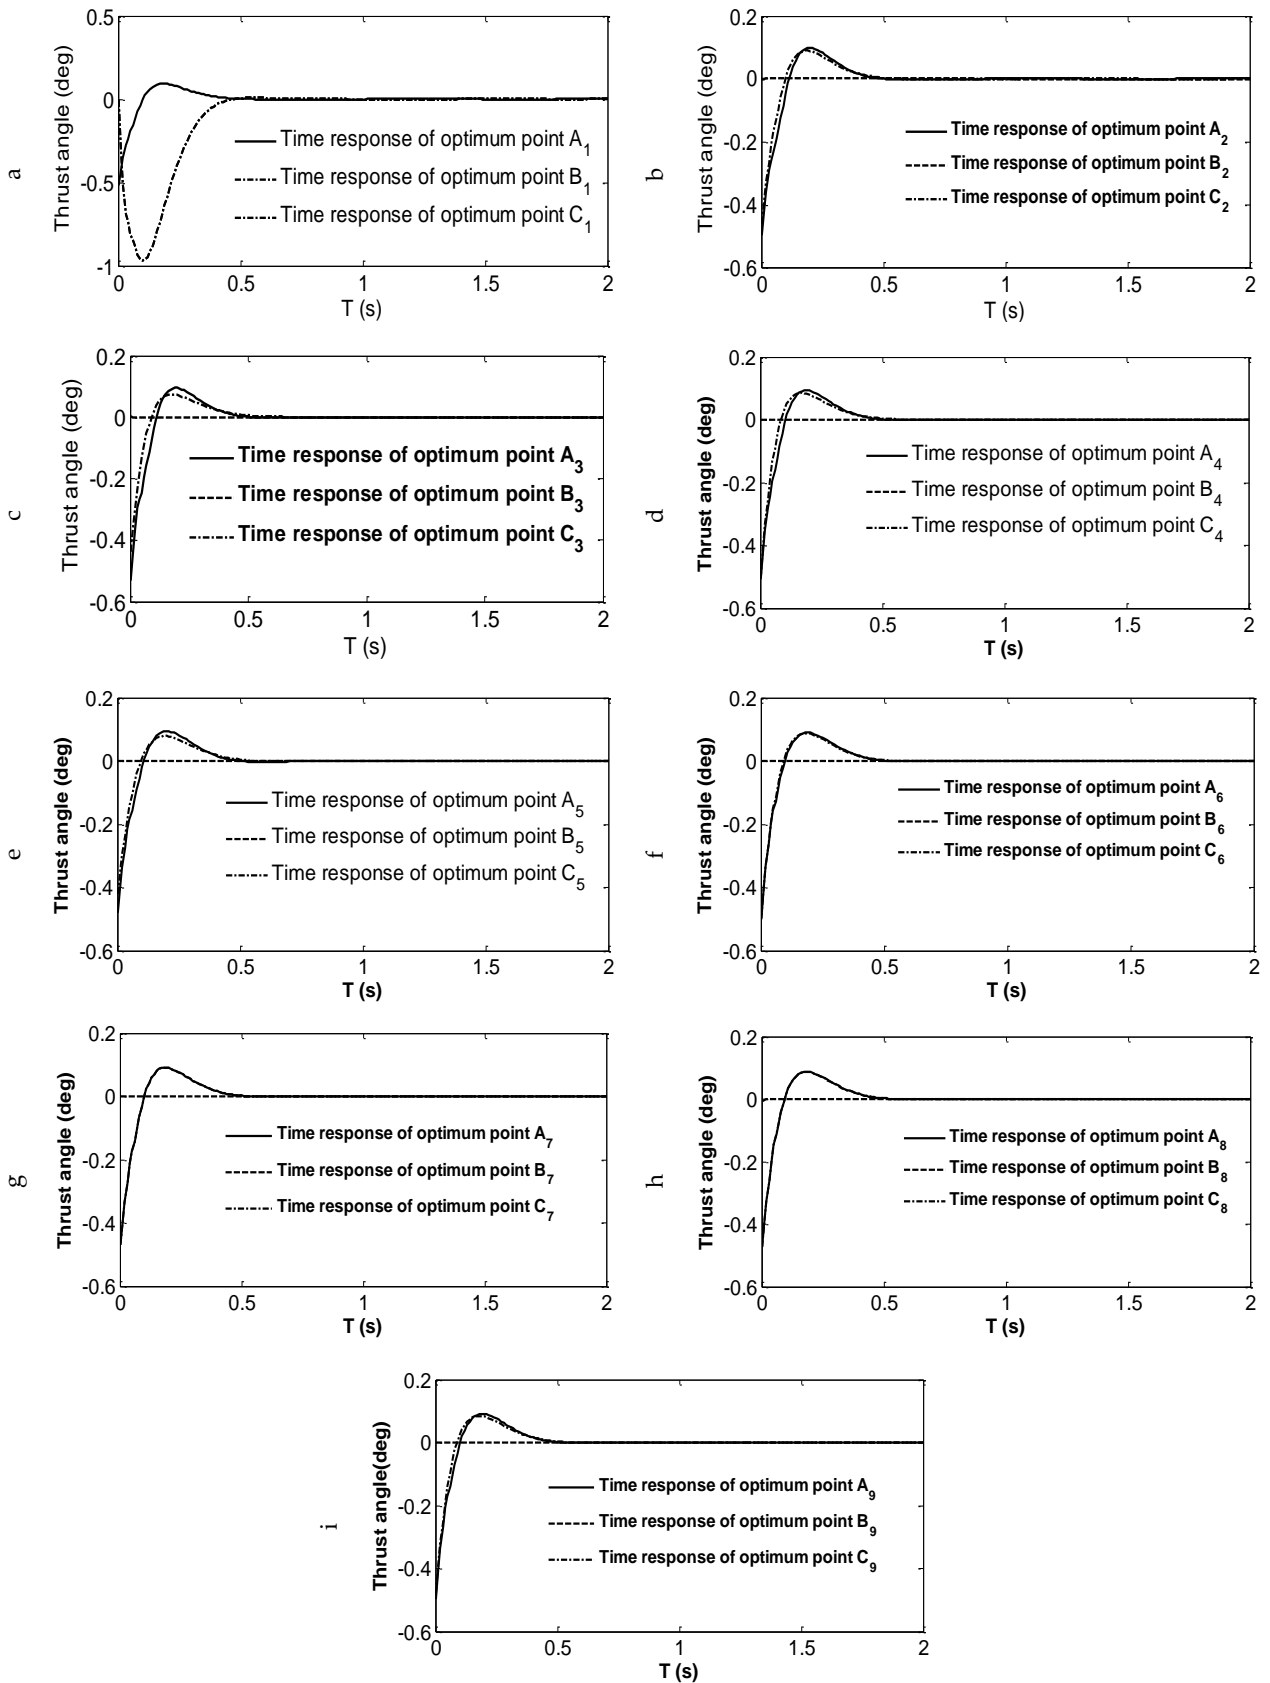 a
Thrust angle (deg)
0.5
0
-0.5
-1
Time response of optimum point A1
Time response of optimum point B1
Time response of optimum point C1
0 0.5 1 1.5 2
T (s)
b
Thrust angle (deg)
0.2
0
-0.2
-0.4
-0.6
Time response of optimum point A2
Time response of optimum point B2
Time response of optimum point C2
0 0.5 1 1.5 2
T (s)
c
Thrust angle (deg)
0.2
0
-0.2
-0.4
-0.6
Time response of optimum point A3
Time response of optimum point B3
Time response of optimum point C3
0 0.5 1 1.5 2
T (s)
d
Thrust angle (deg)
0.2
0
-0.2
-0.4
-0.6
Time response of optimum point A4
Time response of optimum point B4
Time response of optimum point C4
0 0.5 1 1.5 2
T (s)
e
Thrust angle (deg)
0.2
0
-0.2
-0.4
-0.6
Time response of optimum point A5
Time response of optimum point B5
Time response of optimum point C5
0 0.5 1 1.5 2
T (s)
f
Thrust angle (deg)
0.2
0
-0.2
-0.4
-0.6
Time response of optimum point A6
Time response of optimum point B6
Time response of optimum point C6
0 0.5 1 1.5 2
T (s)
g
Thrust angle (deg)
0.2
0
-0.2
-0.4
-0.6
Time response of optimum point A7
Time response of optimum point B7
Time response of optimum point C7
0 0.5 1 1.5 2
T (s)
h
Thrust angle (deg)
0.2
0
-0.2
-0.4
-0.6
Time response of optimum point A8
Time response of optimum point B8
Time response of optimum point C8
0 0.5 1 1.5 2
T (s)
i
Thrust angle(deg)
0.2
0
-0.2
-0.4
-0.6
Time response of optimum point A9
Time response of optimum point B9
Time response of optimum point C9
0 0.5 1 1.5 2
T (s)